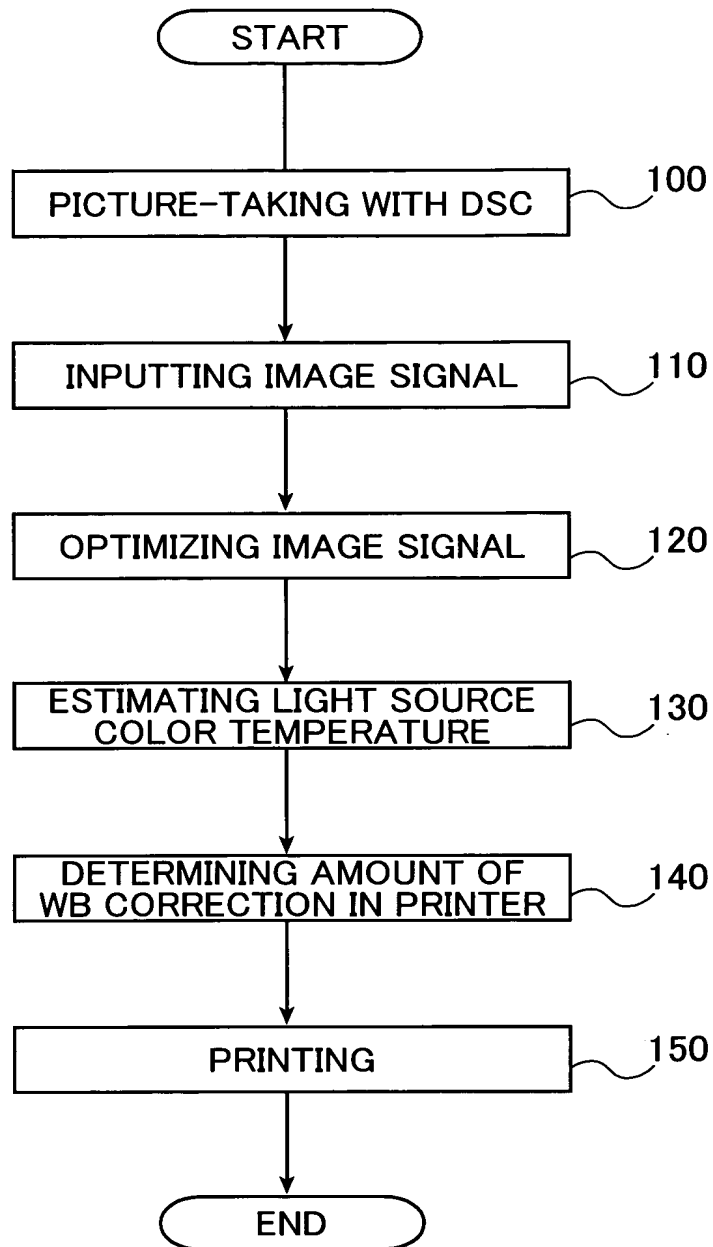 START
PICTURE-TAKING WITH DSC
100
INPUTTING IMAGE SIGNAL
110
OPTIMIZING IMAGE SIGNAL
120
ESTIMATING LIGHT SOURCE
COLOR TEMPERATURE
130
DETERMINING AMOUNT OF
WB CORRECTION IN PRINTER
140
PRINTING
150
END